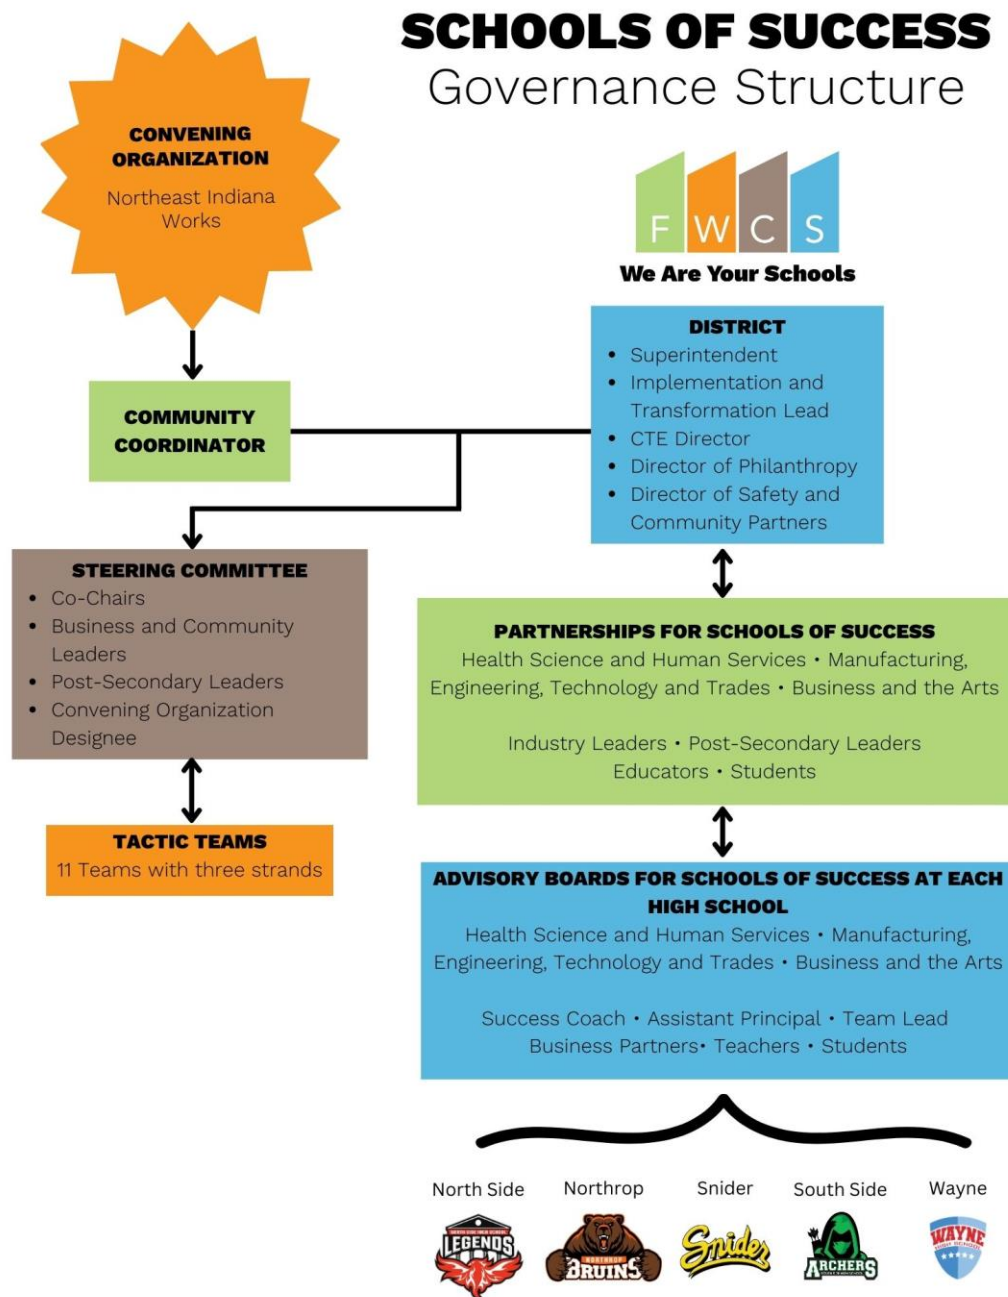 SCHOOLS OF SUCCESS
Governance Structure
CONVENING
ORGANIZATION
Northeast Indiana
Works
F W C S
We Are Your Schools
DISTRICT
• Superintendent
• Implementation and
Transformation Lead
• CTE Director
• Director of Philanthropy
• Director of Safety and
Community Partners
COMMUNITY
COORDINATOR
STEERING COMMITTEE
• Co-Chairs
• Business and Community
Leaders
• Post-Secondary Leaders
• Convening Organization
Designee
TACTIC TEAMS
11 Teams with three strands
PARTNERSHIPS FOR SCHOOLS OF SUCCESS
Health Science and Human Services • Manufacturing,
Engineering, Technology and Trades • Business and the Arts
Industry Leaders • Post-Secondary Leaders
Educators • Students
ADVISORY BOARDS FOR SCHOOLS OF SUCCESS AT EACH
HIGH SCHOOL
Health Science and Human Services • Manufacturing,
Engineering, Technology and Trades • Business and the Arts
Success Coach • Assistant Principal • Team Lead
Business Partners• Teachers • Students
North Side
Northrop
Snider
South Side
Wayne
LEGENDS
NORTHROP
BRUINS
Snider
ARCHERS
WAYNE
HIGH SCHOOL